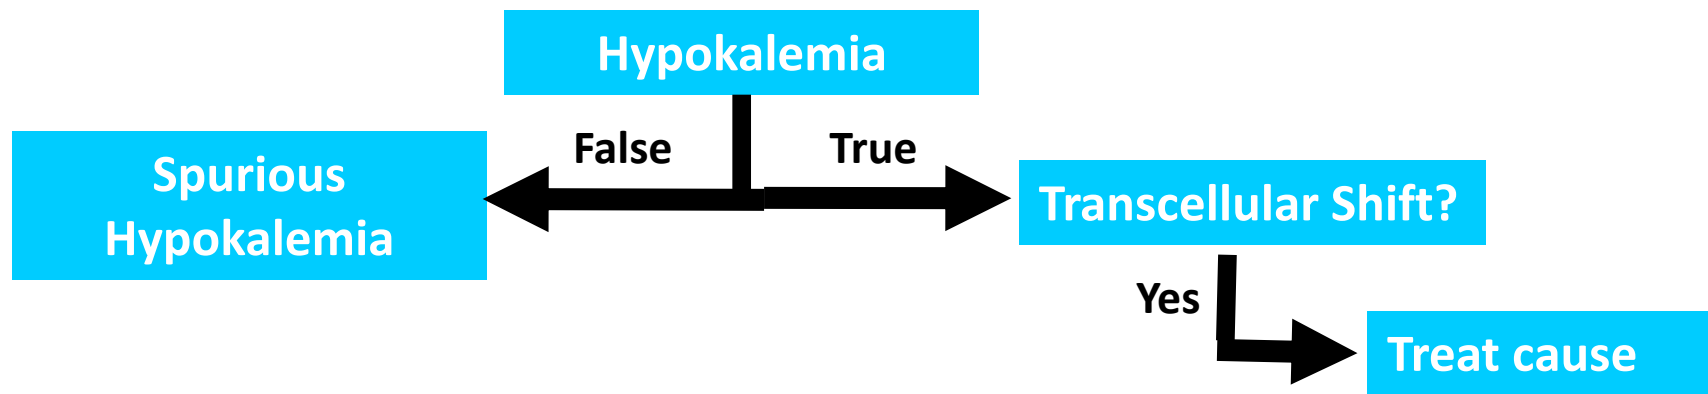 Hypokalemia
False
True
Spurious
Hypokalemia
Transcellular Shift?
Yes
Treat cause